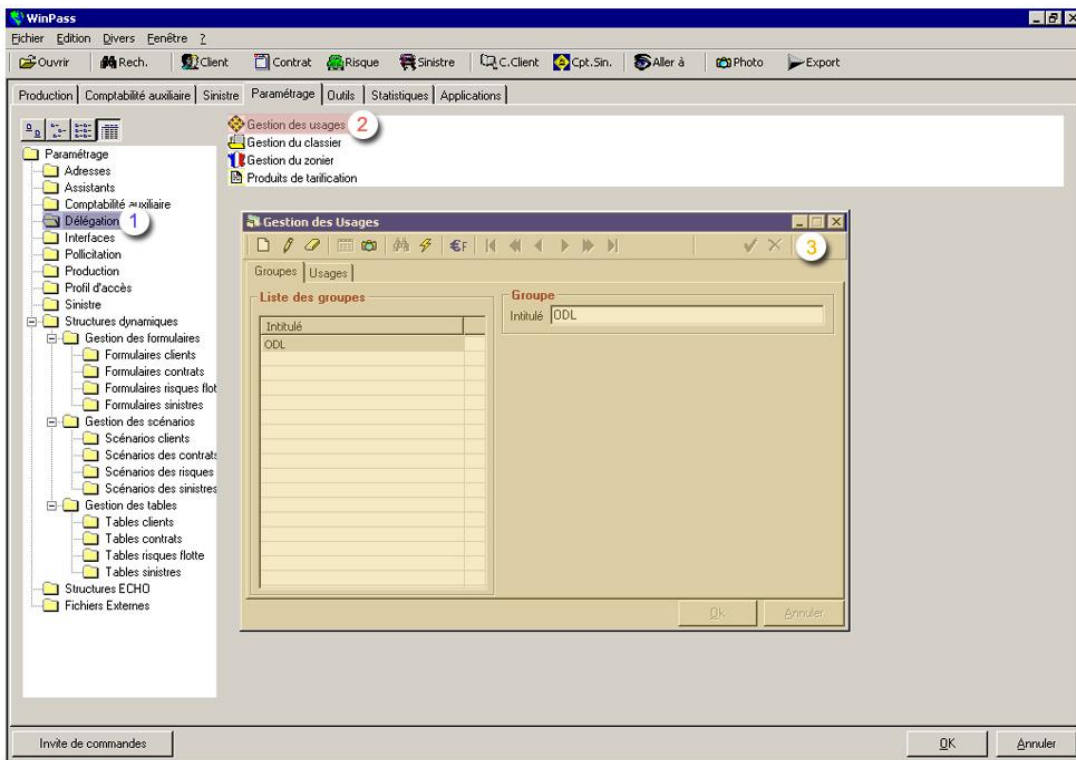 WinPass
Fichier Edition Divers Fenêtre ?
Ouvrir Rech. Client Contrat Risque Sinistre C.Client Cpt.Sin. Aller à Photo Export
Production Comptabilité auxiliaire Sinistre Paramétrage Outils Statistiques Applications
Gestion des usages 2
Gestion du classier
Gestion du zonier
Produits de tarification
Paramétrage
Adresses
Assistants
Comptabilité auxiliaire
Délégation 1
Interfaces
Pollicitation
Production
Profil d'accès
Sinistre
Structures dynamiques
Gestion des formulaires
Formulaires clients
Formulaires contrats
Formulaires risques flot
Formulaires sinistres
Gestion des scénarios
Scénarios clients
Scénarios des contrats
Scénarios des risques
Scénarios des sinistres
Gestion des tables
Tables clients
Tables contrats
Tables risques flotte
Tables sinistres
Structures ECHO
Fichiers Externes
Gestion des Usages
€F 3
Groupes Usages
Liste des groupes
Intitulé
ODL
Groupe
Intitulé ODL
Ok Annuler
Invite de commandes OK Annuler